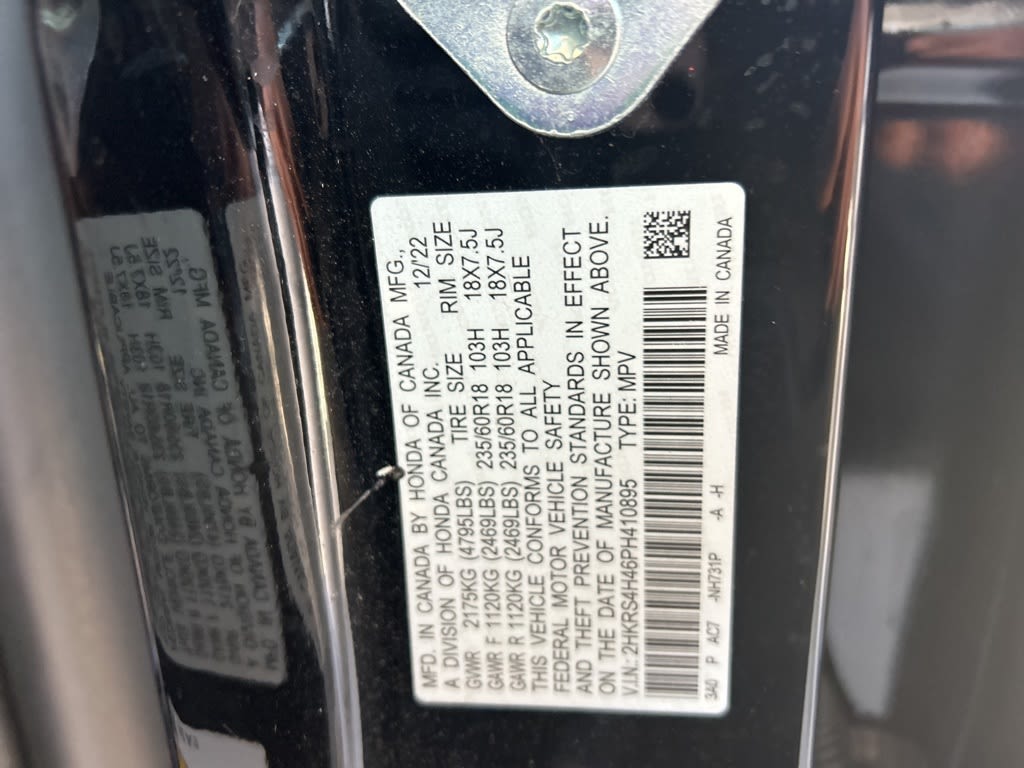 MFD. IN CANADA BY HONDA OF CANADA MFG.,
A DIVISION OF HONDA CANADA INC. 12/22
GVWR 2175KG (4795LBS) TIRE SIZE RIM SIZE
GAWR F 1120KG (2469LBS) 235/60R18 103H 18X7.5J
GAWR R 1120KG (2469LBS) 235/60R18 103H 18X7.5J
THIS VEHICLE CONFORMS TO ALL APPLICABLE
FEDERAL MOTOR VEHICLE SAFETY
AND THEFT PREVENTION STANDARDS IN EFFECT
ON THE DATE OF MANUFACTURE SHOWN ABOVE.
V.I.N.: 2HKRS4H46PH410895 TYPE: MPV
3A0 P AC7 -NH731P -A -H MADE IN CANADA